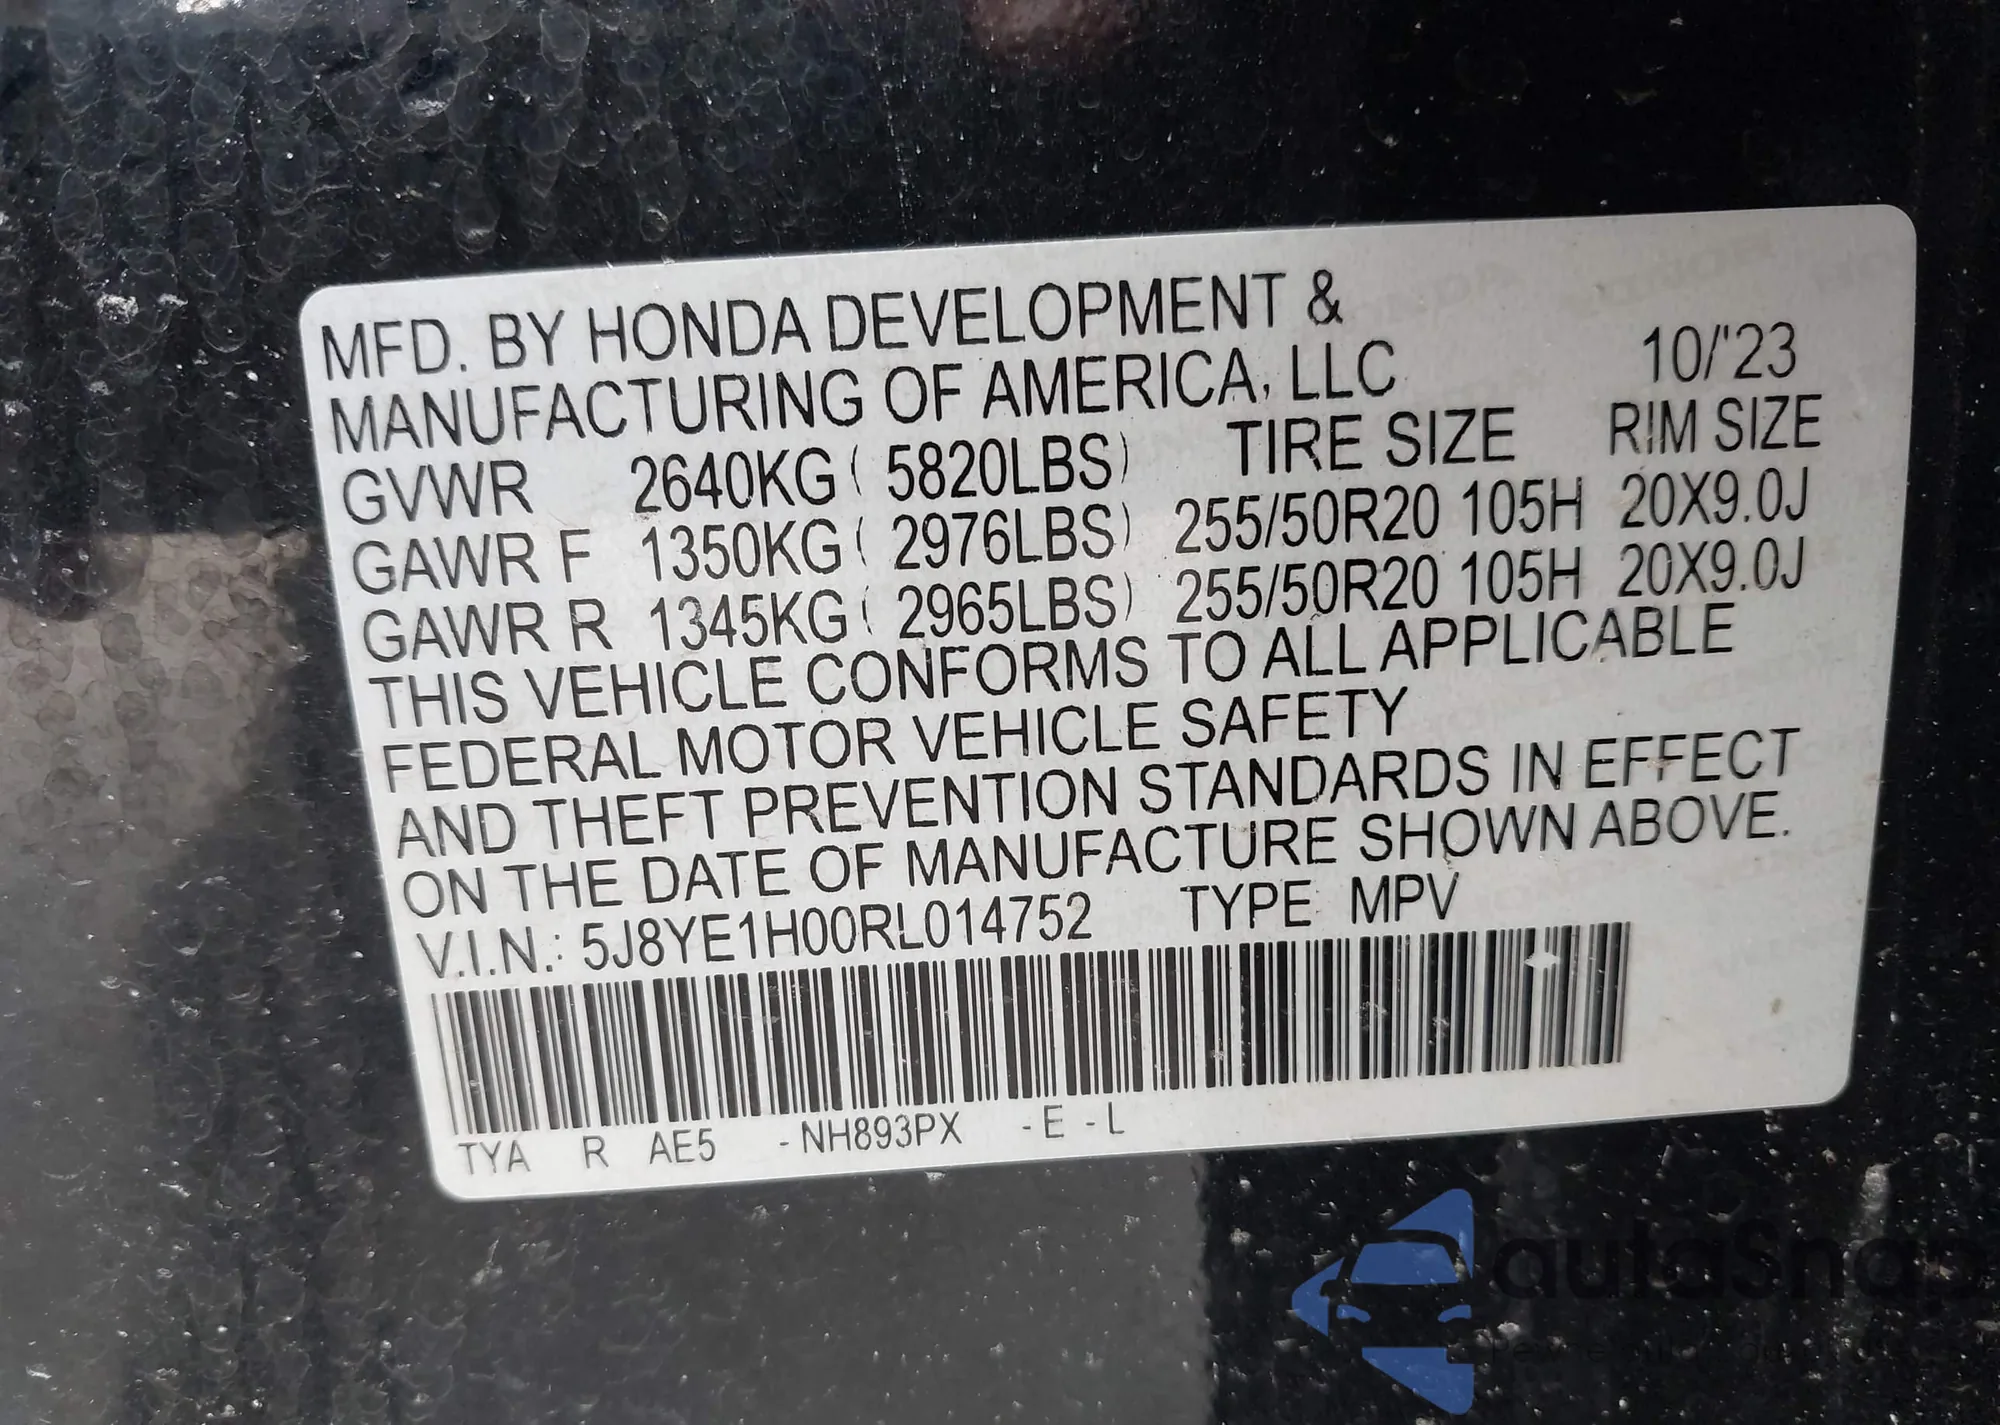 MFD. BY HONDA DEVELOPMENT &
MANUFACTURING OF AMERICA, LLC 10/'23
GVWR 2640KG ( 5820LBS) TIRE SIZE RIM SIZE
GAWR F 1350KG ( 2976LBS) 255/50R20 105H 20X9.0J
GAWR R 1345KG ( 2965LBS) 255/50R20 105H 20X9.0J
THIS VEHICLE CONFORMS TO ALL APPLICABLE
FEDERAL MOTOR VEHICLE SAFETY
AND THEFT PREVENTION STANDARDS IN EFFECT
ON THE DATE OF MANUFACTURE SHOWN ABOVE.
V.I.N.: 5J8YE1H00RL014752 TYPE: MPV
TYA R AE5 -NH893PX -E -L
autaSnap